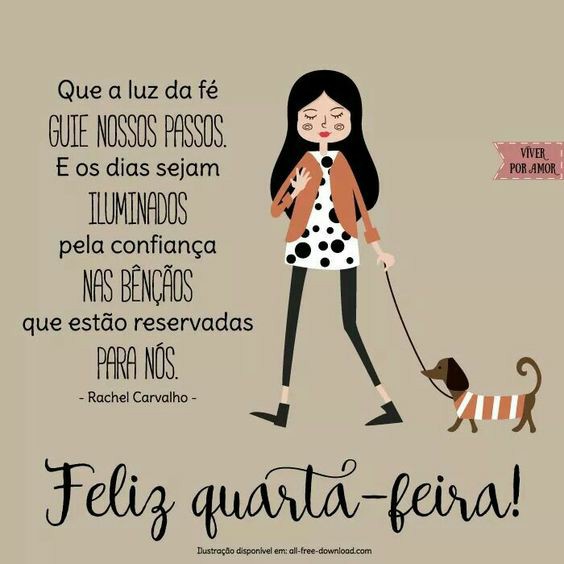 Que a luz da fé
GUIE NOSSOS PASSOS.
E os dias sejam
ILUMINADOS
pela confiança
NAS BÊNÇÃOS
que estão reservadas
PARA NÓS.
- Rachel Carvalho -
VIVER
POR AMOR
Feliz quarta-feira!
Ilustração disponível em: all-free-download.com